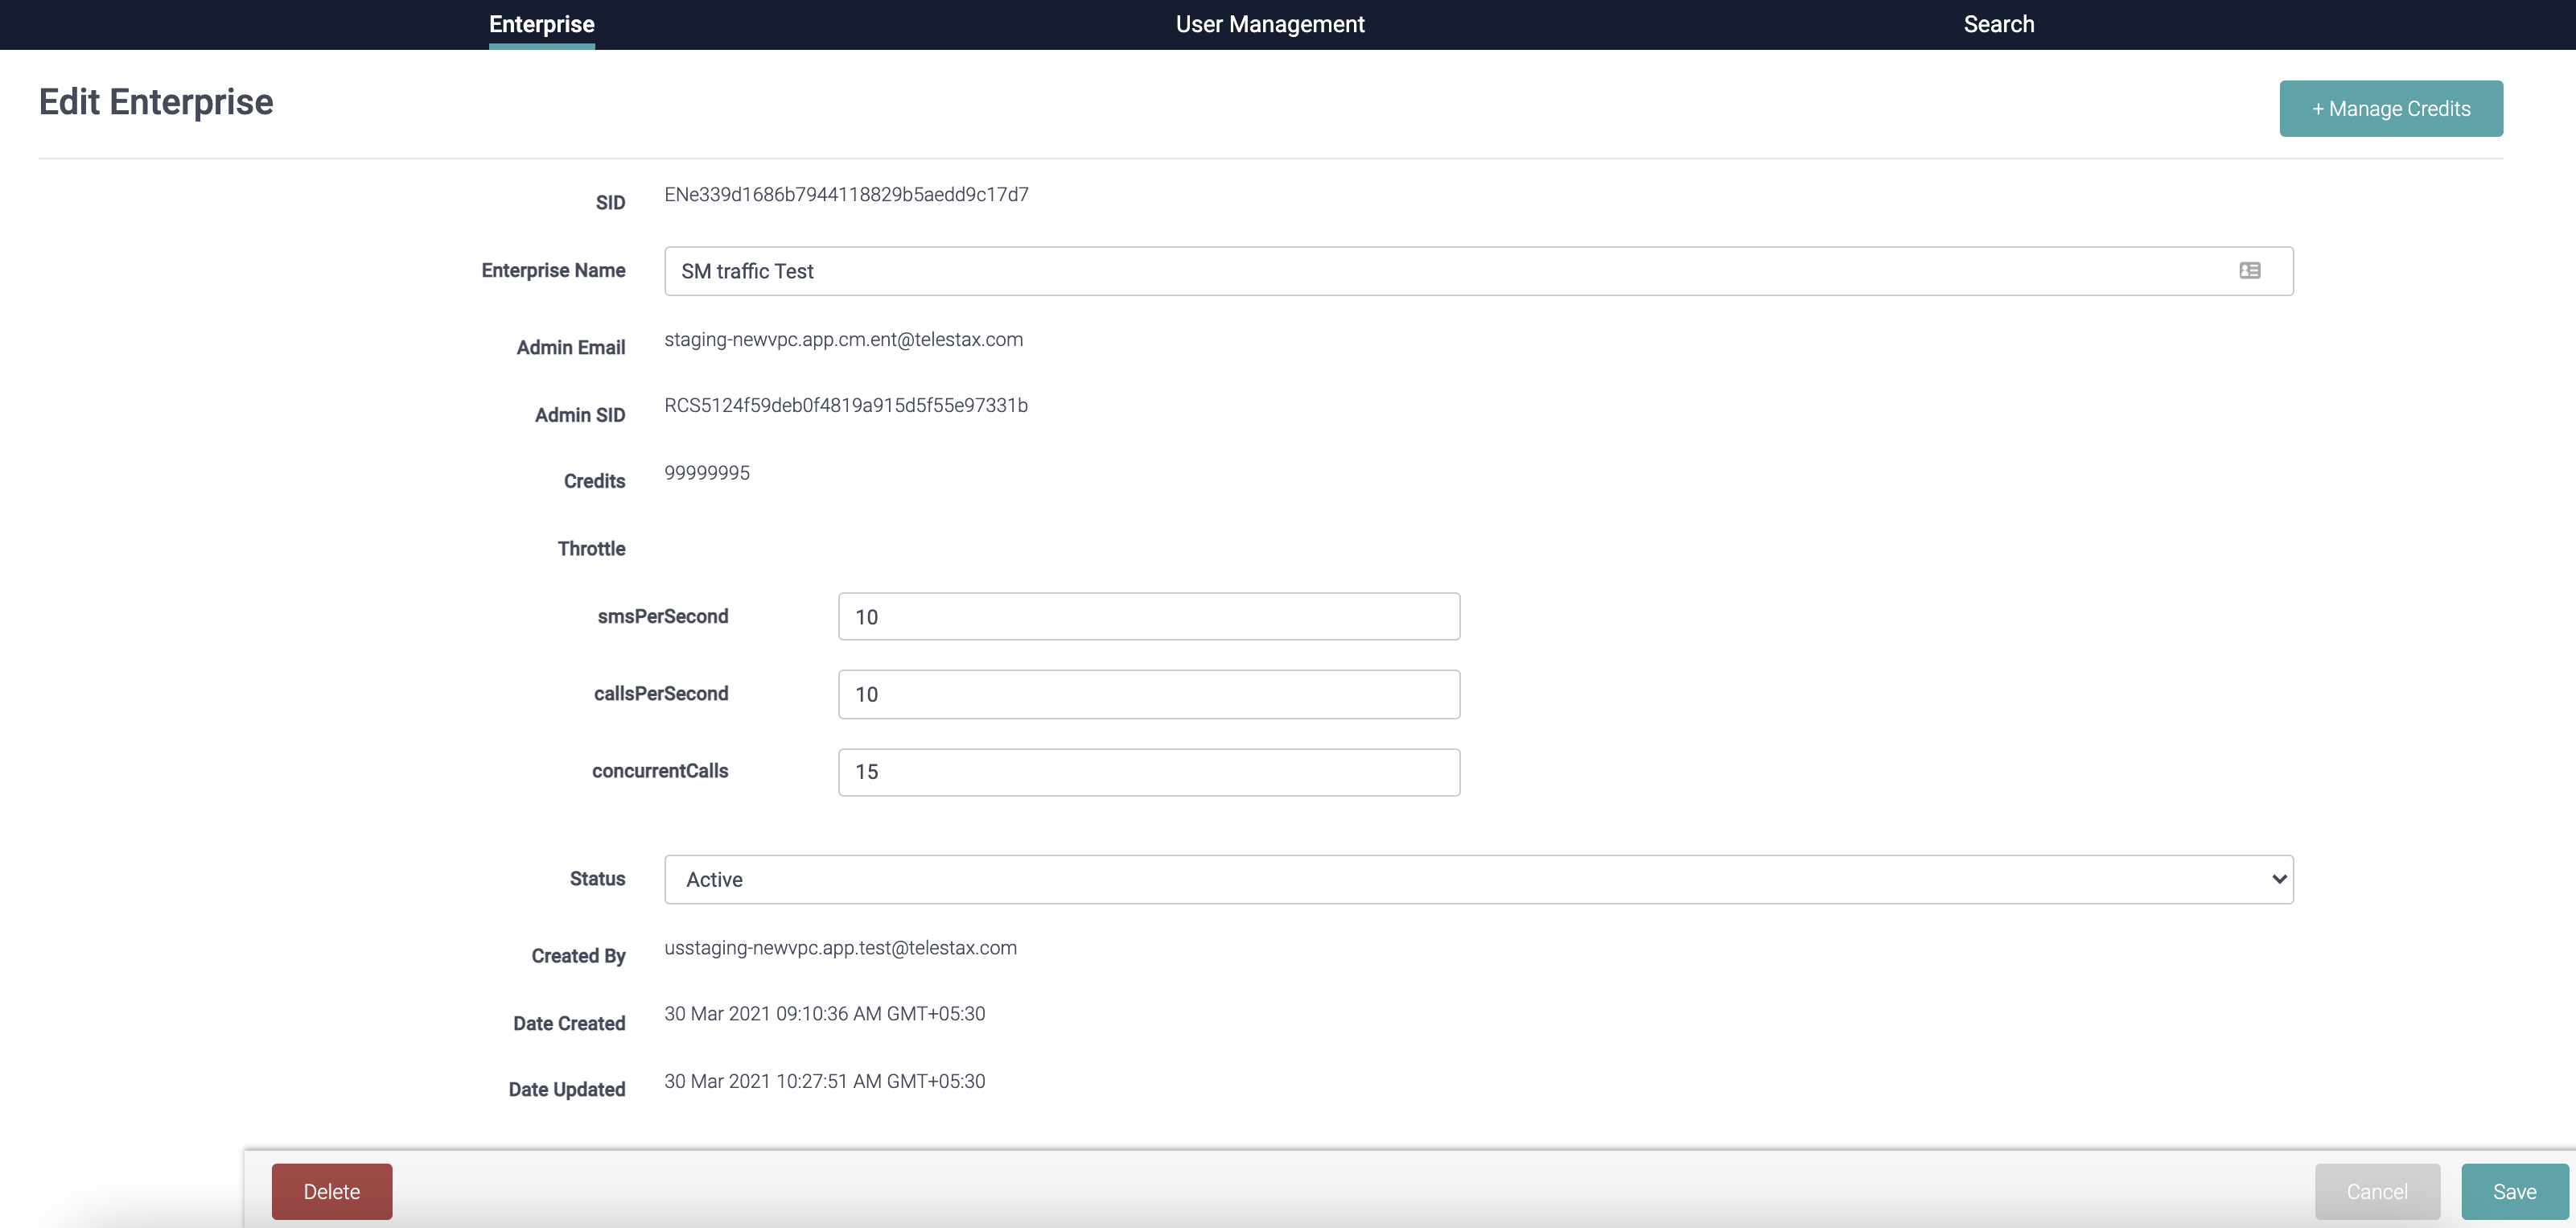 Enterprise User Management Search
Edit Enterprise
+ Manage Credits
SID ENe339d1686b7944118829b5aedd9c17d7
Enterprise Name SM traffic Test
Admin Email staging-newvpc.app.cm.ent@telestax.com
Admin SID RCS5124f59deb0f4819a915d5f55e97331b
Credits 99999995
Throttle
smsPerSecond 10
callsPerSecond 10
concurrentCalls 15
Status Active
Created By usstaging-newvpc.app.test@telestax.com
Date Created 30 Mar 2021 09:10:36 AM GMT+05:30
Date Updated 30 Mar 2021 10:27:51 AM GMT+05:30
Delete Cancel Save